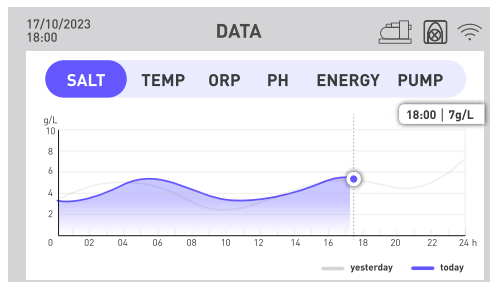 17/10/2023
18:00
DATA
SALT TEMP ORP PH ENERGY PUMP
18:00 | 7g/L
g/L
10
8
6
4
2
0 02 04 06 08 10 12 14 16 18 20 22 24 h
yesterday today